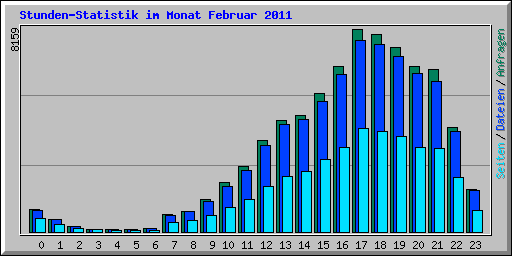 Stunden-Statistik im Monat Februar 2011
8159
Seiten / Dateien / Anfragen
0 1 2 3 4 5 6 7 8 9 10 11 12 13 14 15 16 17 18 19 20 21 22 23